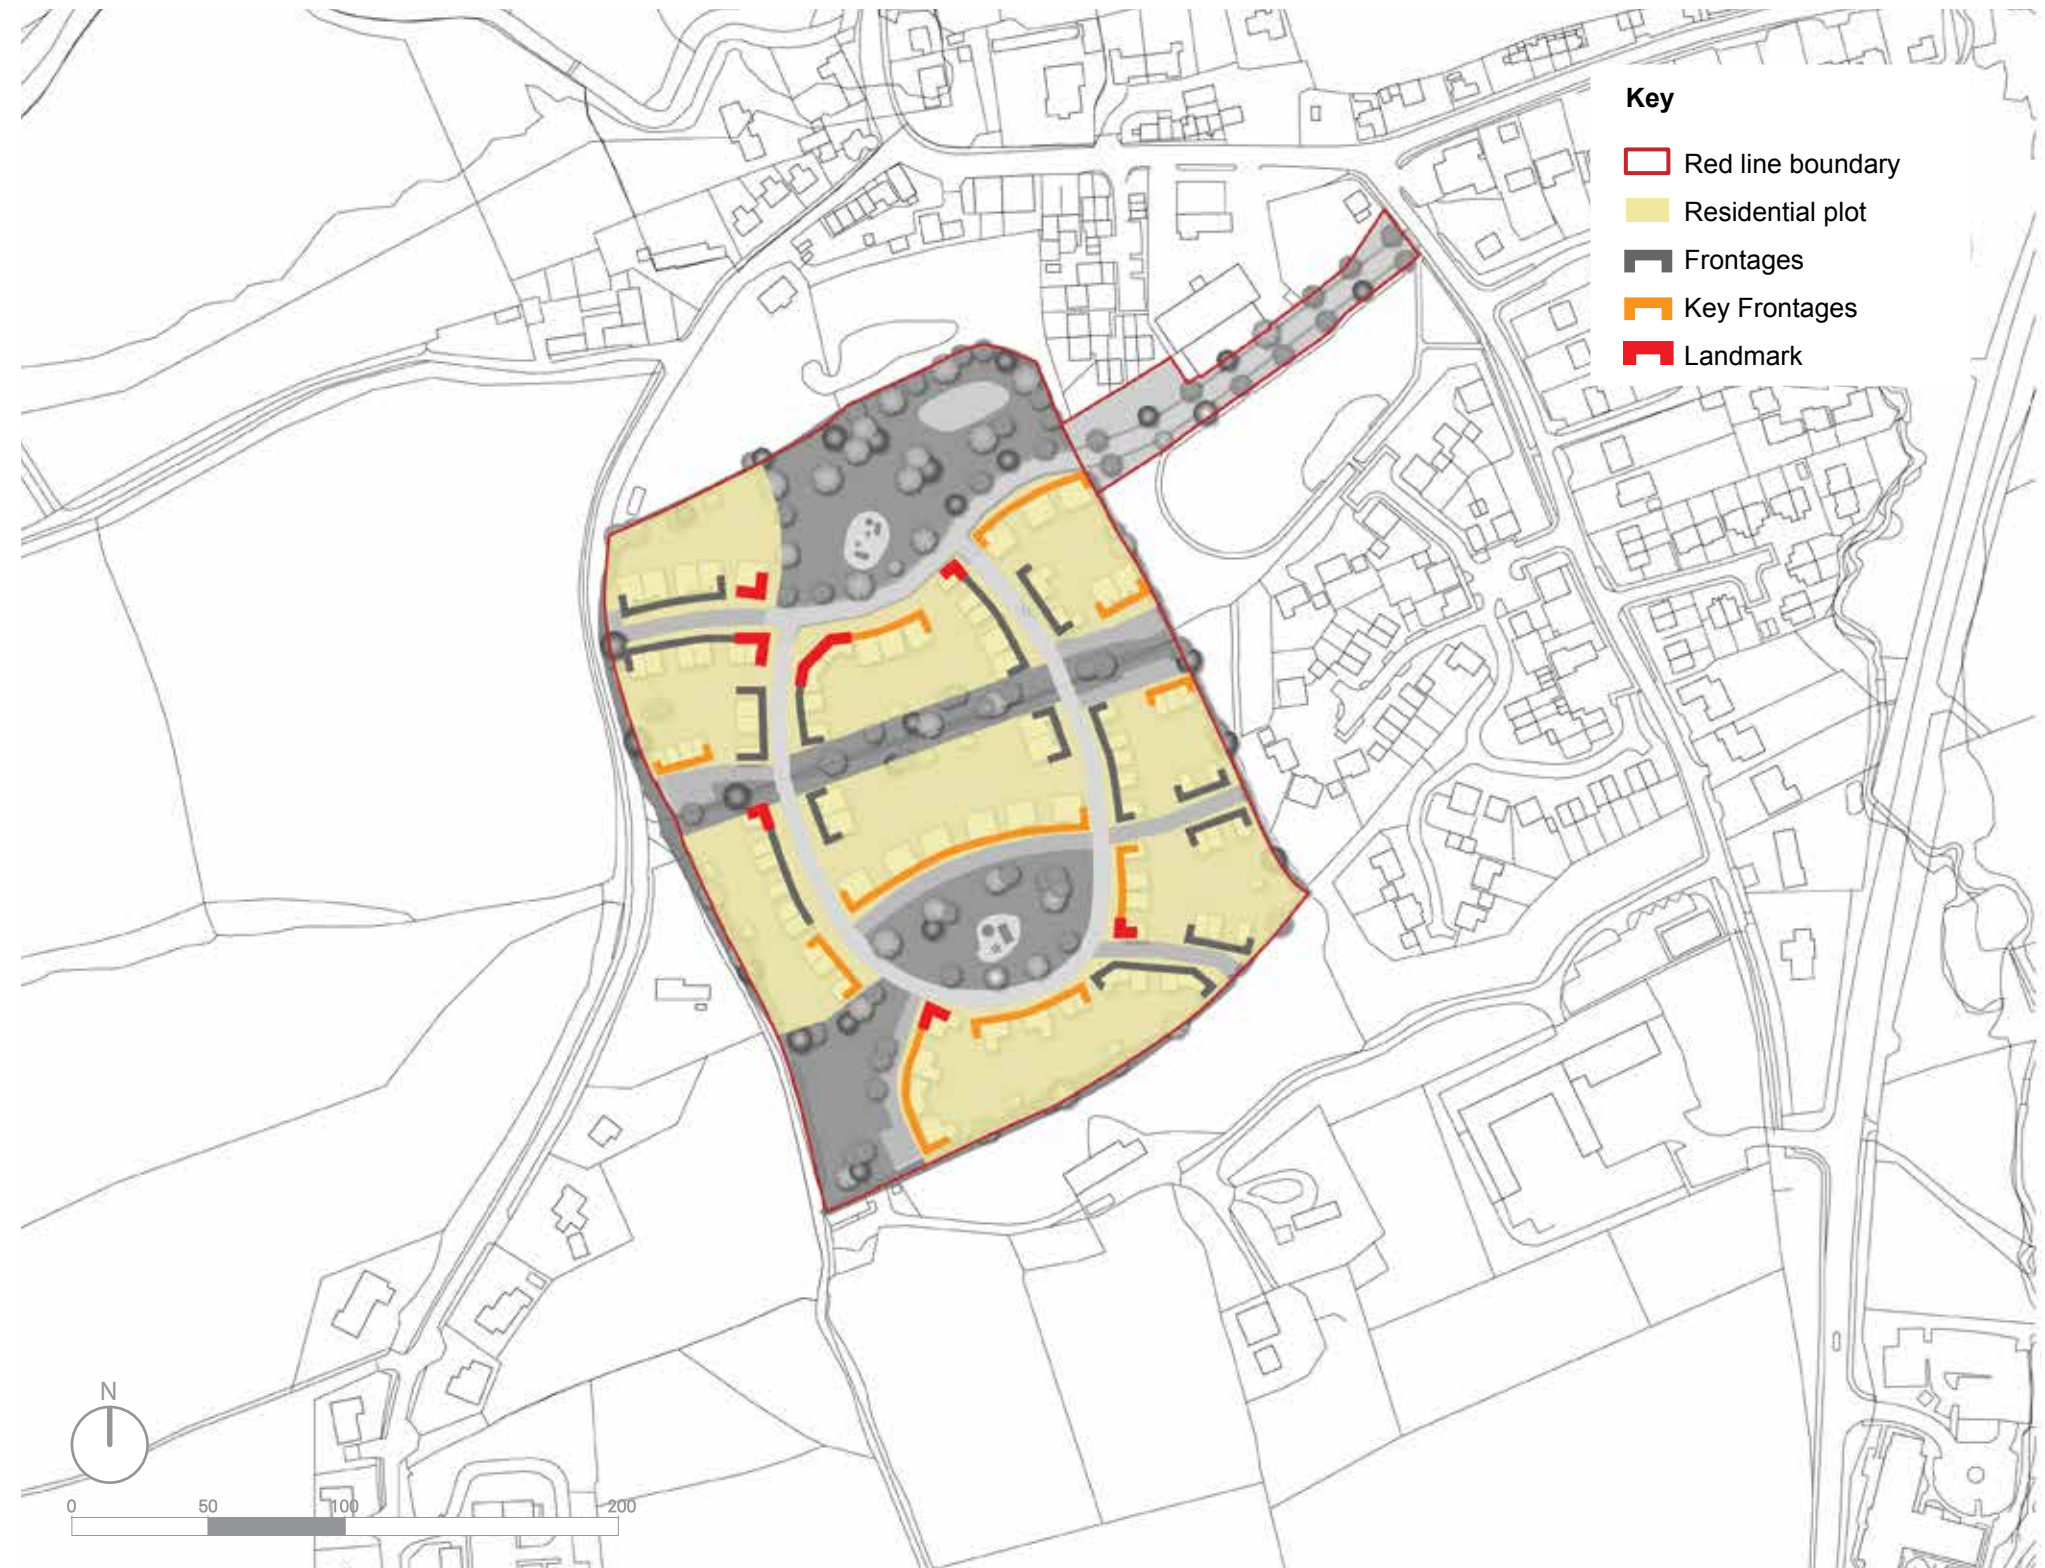 Key
Red line boundary
Residential plot
Frontages
Key Frontages
Landmark
N
0 50 100 200